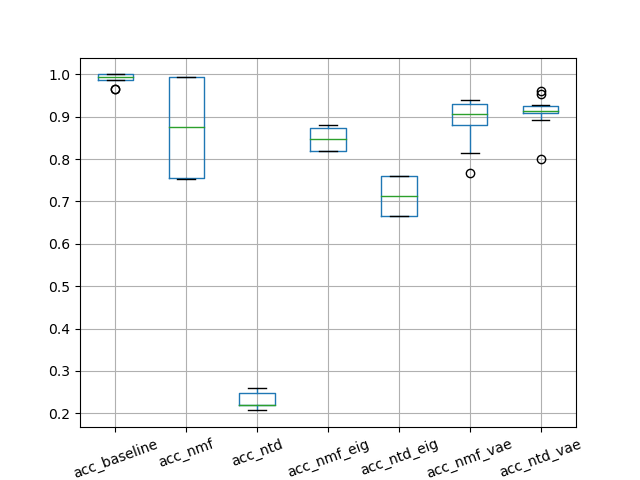 1.0
0.9
0.8
0.7
0.6
0.5
0.4
0.3
0.2
acc_baseline
acc_nmf
acc_ntd
acc_nmf_eig
acc_ntd_eig
acc_nmf_vae
acc_ntd_vae